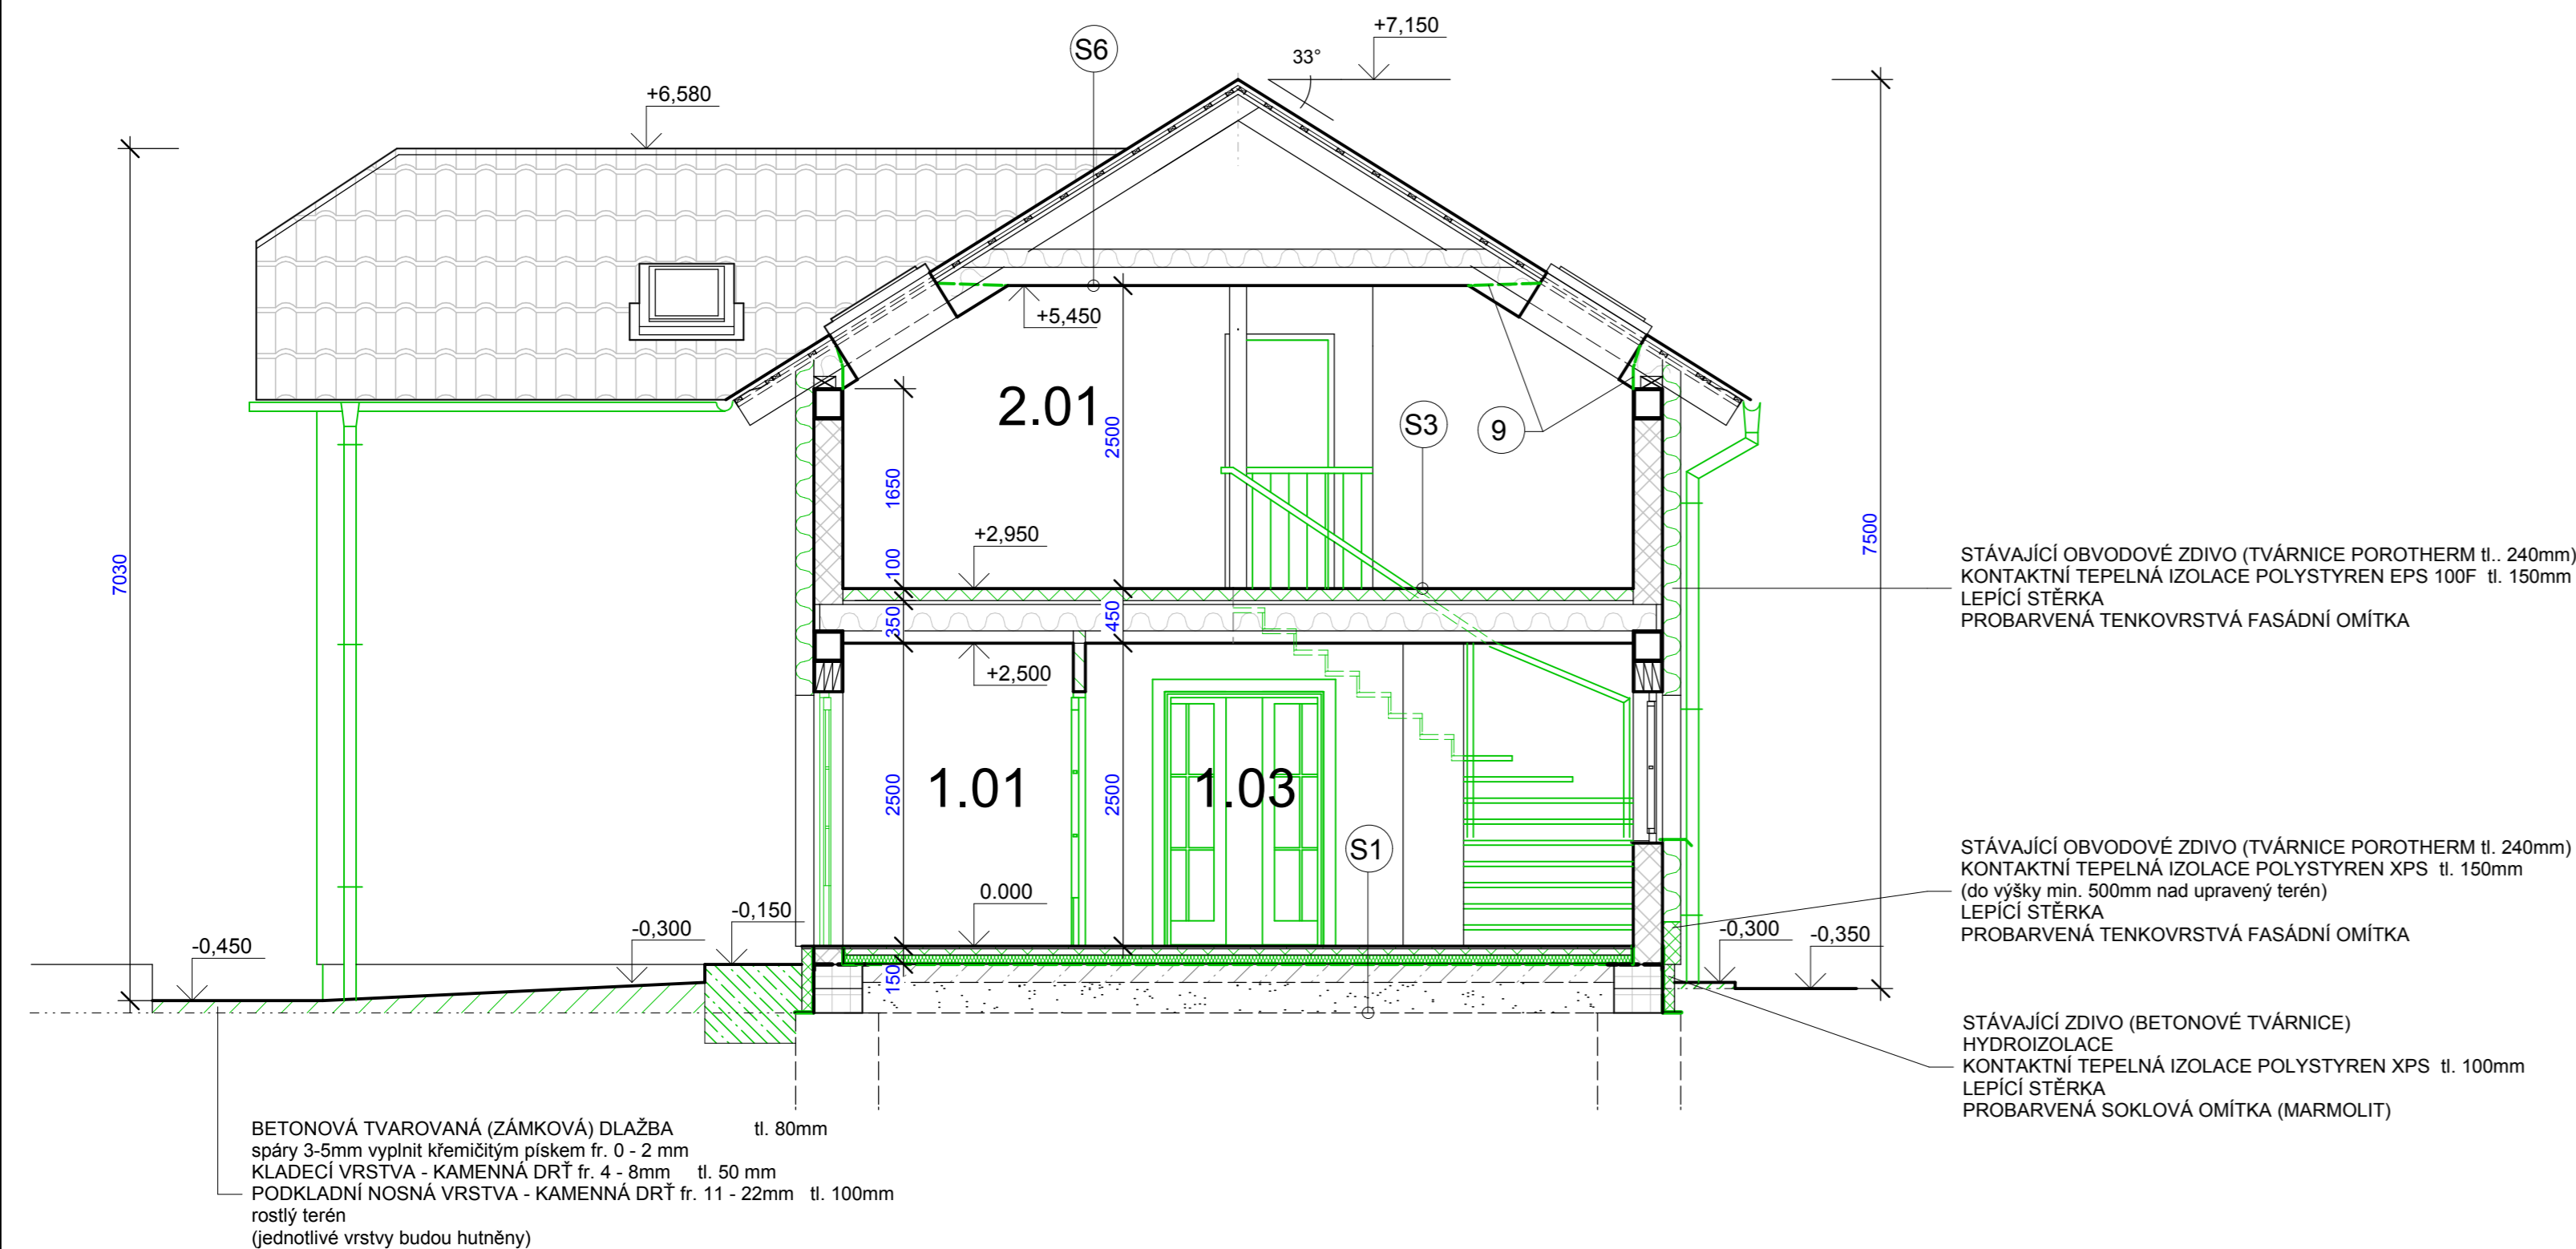 +7,150
33°
S6
+6,580
+5,450
2.01
S3
9
2500
1650
7500
+2,950
100
7030
350
450
+2,500
STÁVAJÍCÍ OBVODOVÉ ZDIVO (TVÁRNICE POROTHERM tl.. 240mm)
KONTAKTNÍ TEPELNÁ IZOLACE POLYSTYREN EPS 100F tl. 150mm
LEPÍCÍ STĚRKA
PROBARVENÁ TENKOVRSTVÁ FASÁDNÍ OMÍTKA
2500
1.01
2500
1.03
S1
0.000
-0,150
-0,300
-0,450
150
STÁVAJÍCÍ OBVODOVÉ ZDIVO (TVÁRNICE POROTHERM tl. 240mm)
KONTAKTNÍ TEPELNÁ IZOLACE POLYSTYREN XPS tl. 150mm
(do výšky min. 500mm nad upravený terén)
LEPÍCÍ STĚRKA
PROBARVENÁ TENKOVRSTVÁ FASÁDNÍ OMÍTKA
-0,300
-0,350
STÁVAJÍCÍ ZDIVO (BETONOVÉ TVÁRNICE)
HYDROIZOLACE
KONTAKTNÍ TEPELNÁ IZOLACE POLYSTYREN XPS tl. 100mm
LEPÍCÍ STĚRKA
PROBARVENÁ SOKLOVÁ OMÍTKA (MARMOLIT)
BETONOVÁ TVAROVANÁ (ZÁMKOVÁ) DLAŽBA tl. 80mm
spáry 3-5mm vyplnit křemičitým pískem fr. 0 - 2 mm
KLADECÍ VRSTVA - KAMENNÁ DRŤ fr. 4 - 8mm tl. 50 mm
PODKLADNÍ NOSNÁ VRSTVA - KAMENNÁ DRŤ fr. 11 - 22mm tl. 100mm
rostlý terén
(jednotlivé vrstvy budou hutněny)